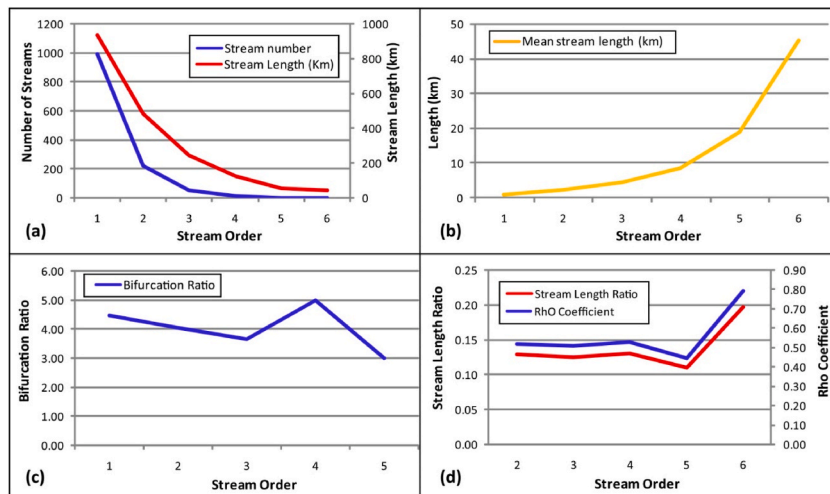 1200
1000
800
600
400
200
0
Number of Streams
Stream number
Stream Length (Km)
1000
800
600
400
200
0
Stream Length (km)
1 2 3 4 5 6
Stream Order
(a)
50
40
30
20
10
0
Length (km)
Mean stream length (km)
1 2 3 4 5 6
Stream Order
(b)
6.00
5.00
4.00
3.00
2.00
1.00
0.00
Bifurcation Ratio
Bifurcation Ratio
1 2 3 4 5
Stream Order
(c)
0.25
0.20
0.15
0.10
0.05
0.00
Stream Length Ratio
Stream Length Ratio
RhO Coefficient
0.90
0.80
0.70
0.60
0.50
0.40
0.30
0.20
0.10
0.00
Rho Coefficient
2 3 4 5 6
Stream Order
(d)